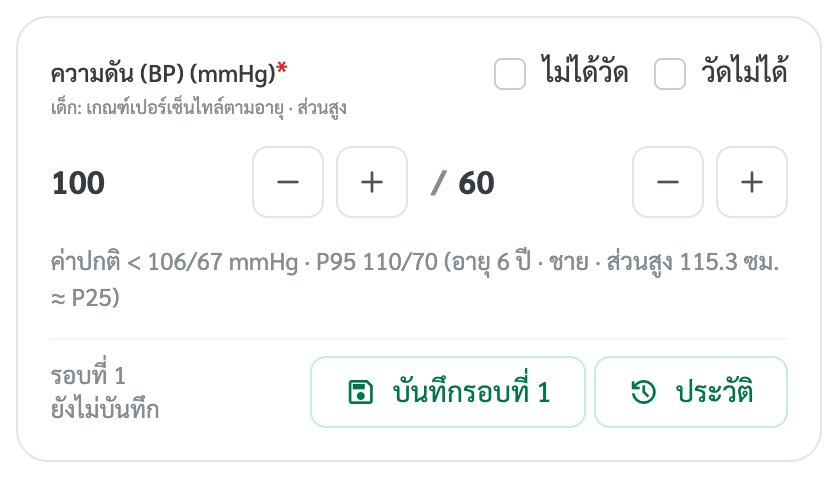 ความดัน (BP) (mmHg)* ไม่ได้วัด วัดไม่ได้
เด็ก: เกณฑ์เปอร์เซ็นไทล์ตามอายุ · ส่วนสูง
100 − + / 60 − +
ค่าปกติ < 106/67 mmHg · P95 110/70 (อายุ 6 ปี · ชาย · ส่วนสูง 115.3 ซม.
≈ P25)
รอบที่ 1
ยังไม่บันทึก
บันทึกรอบที่ 1 ประวัติ